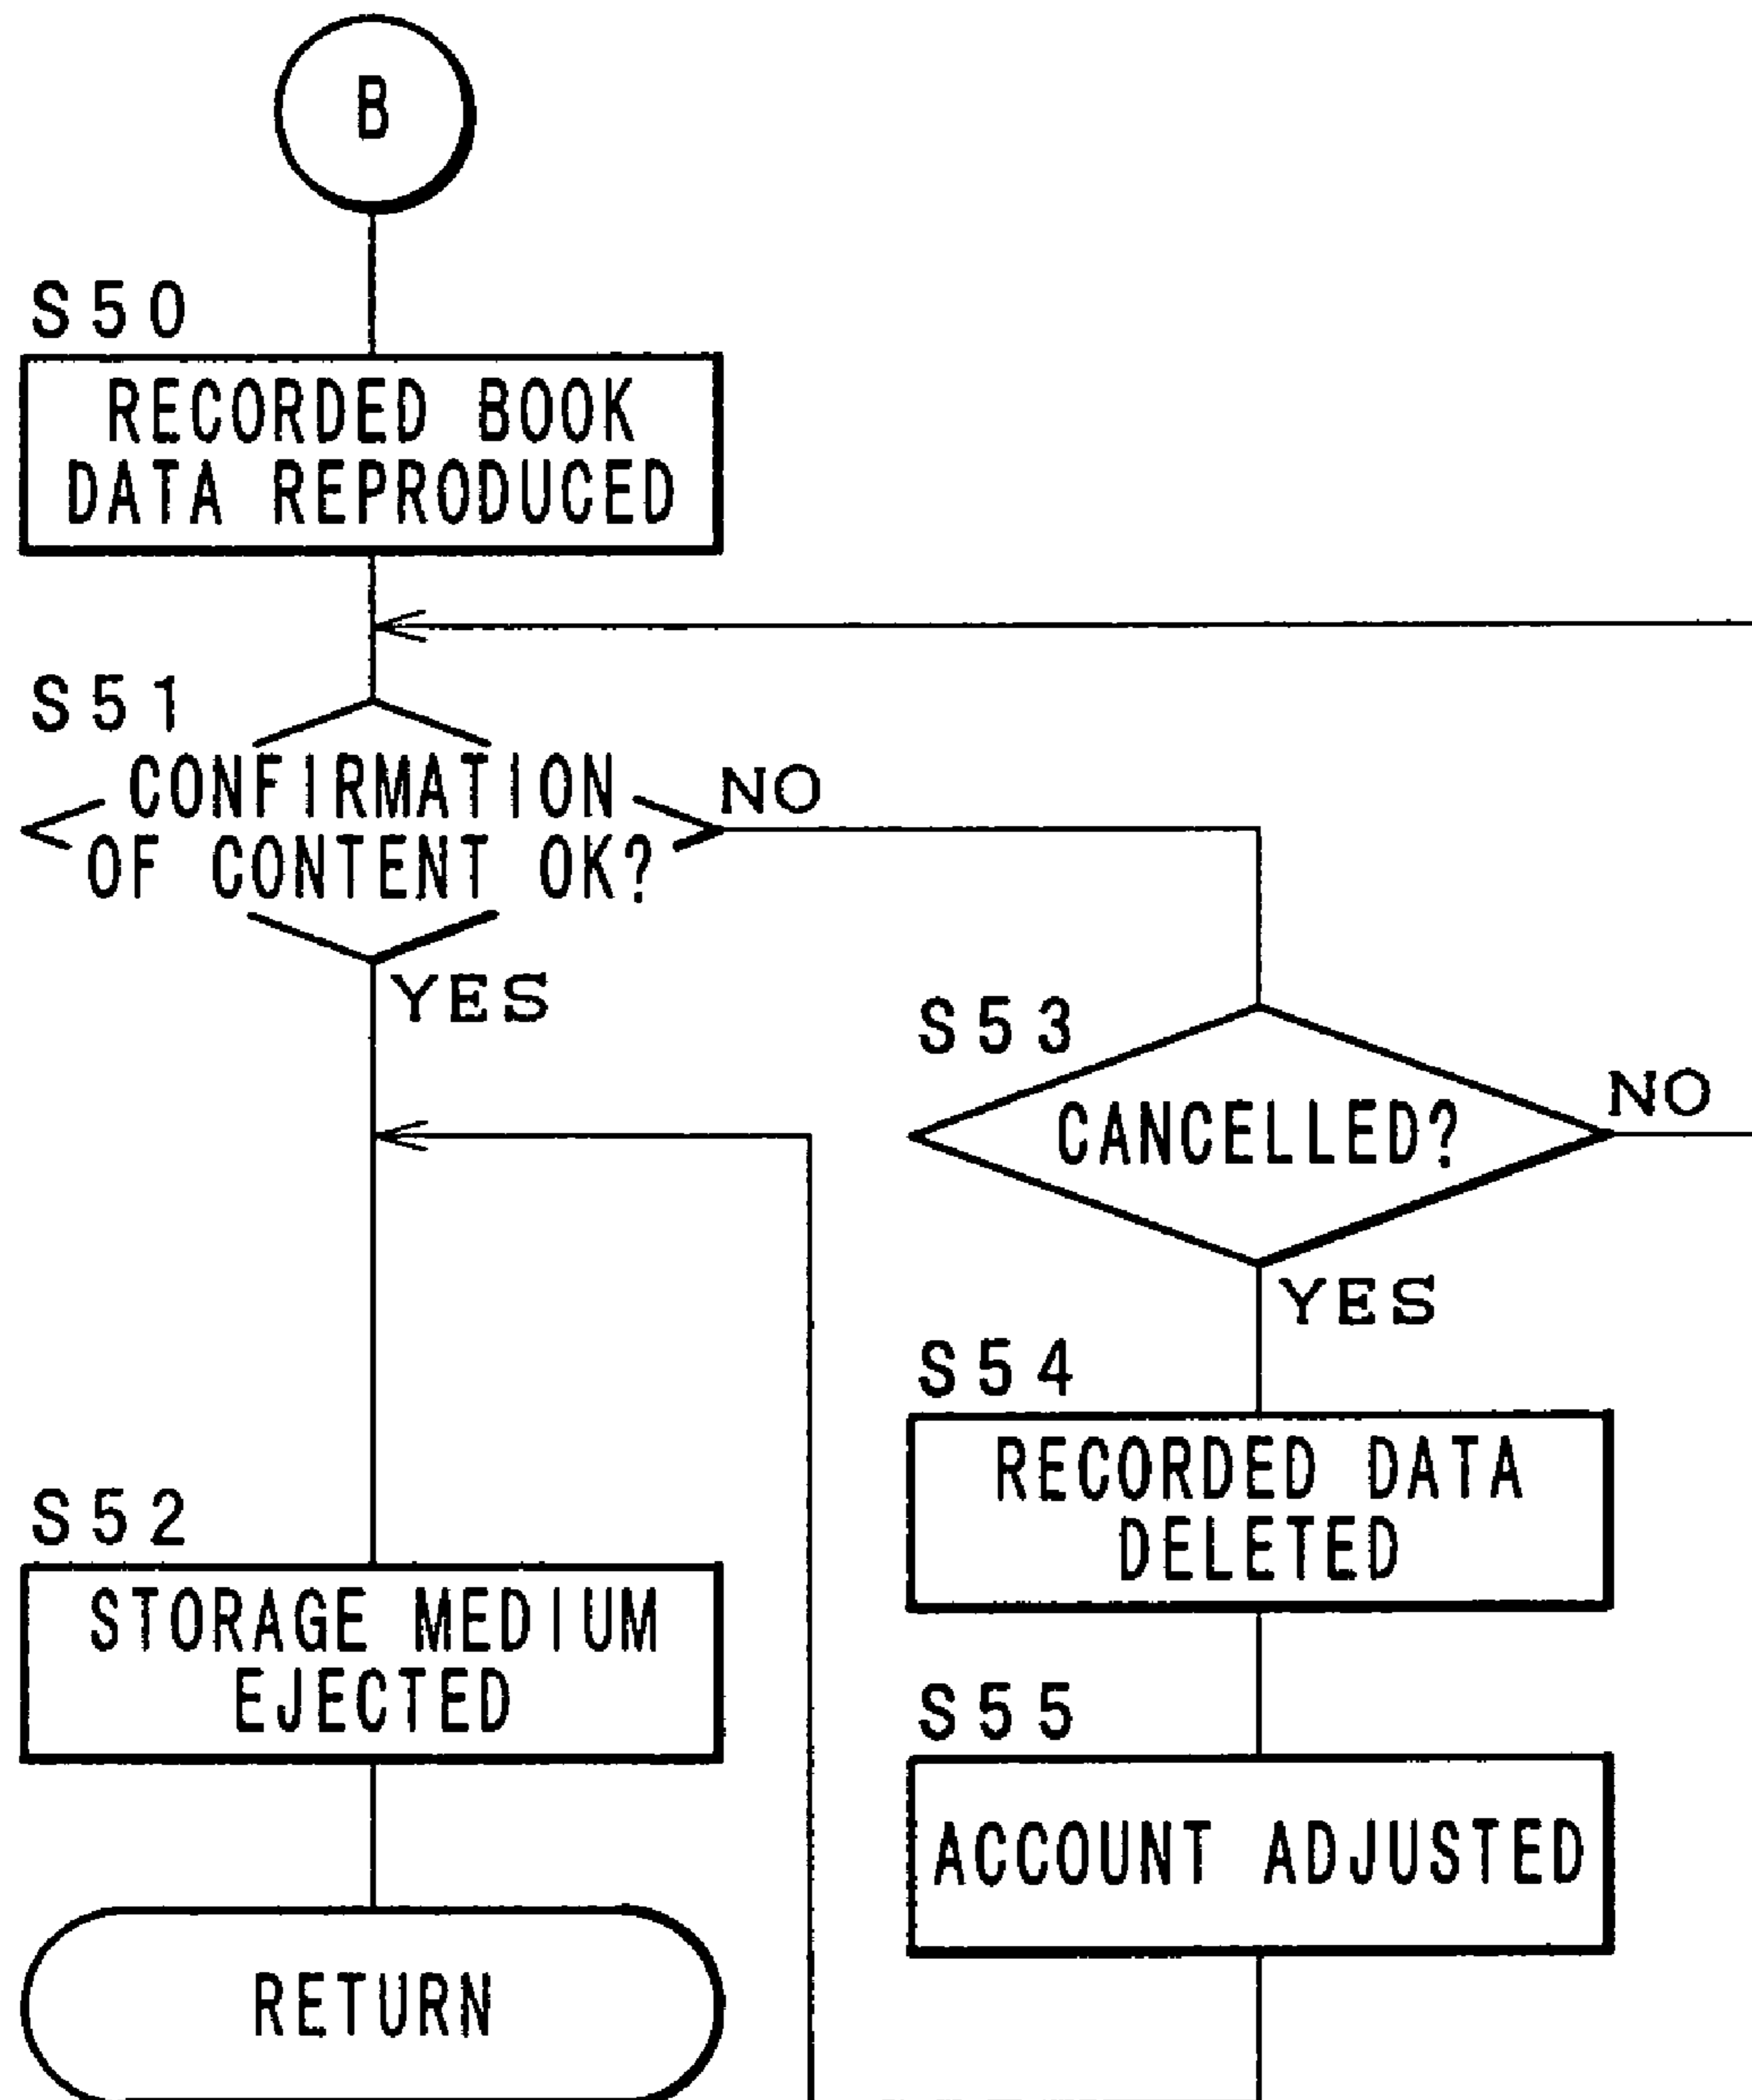 B
S50
RECORDED BOOK
DATA REPRODUCED
S51
CONFIRMATION
OF CONTENT OK?
NO
YES
S53
CANCELLED?
NO
YES
S54
RECORDED DATA
DELETED
S52
STORAGE MEDIUM
EJECTED
S55
ACCOUNT ADJUSTED
RETURN